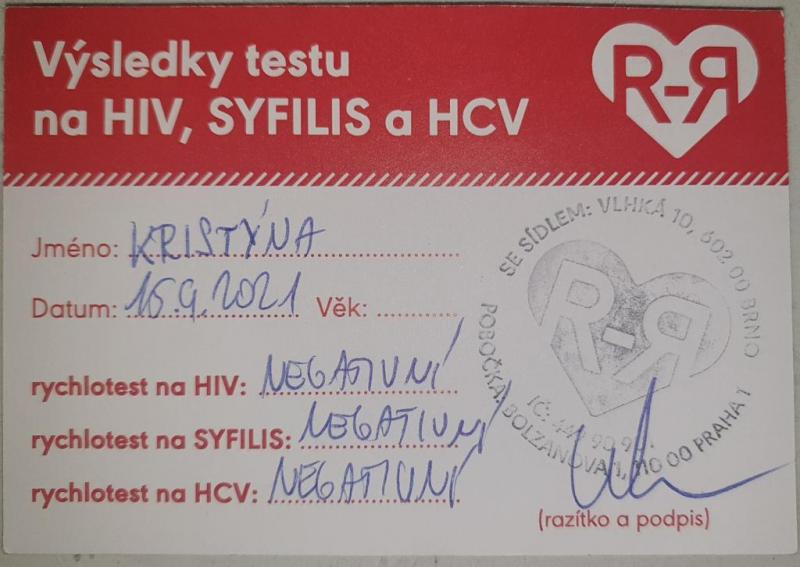 Výsledky testu
na HIV, SYFILIS a HCV
R-Я
Jméno: KRISTÝNA
Datum: 15.9.2021 Věk:
rychlotest na HIV: NEGATIVNÍ
rychlotest na SYFILIS: NEGATIVNÍ
rychlotest na HCV: NEGATIVNÍ
SE SÍDLEM: VLHKÁ 10, 602 00 BRNO
R-Я
IČ:
POBOČKA: BOLZANOVA 1, 110 00 PRAHA 1
(razítko a podpis)